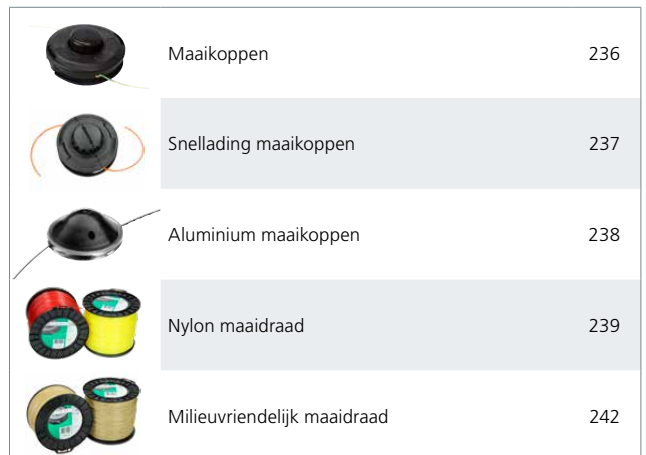 Maaikoppen 236
Snellading maaikoppen 237
Aluminium maaikoppen 238
Nylon maaidraad 239
Milieuvriendelijk maaidraad 242